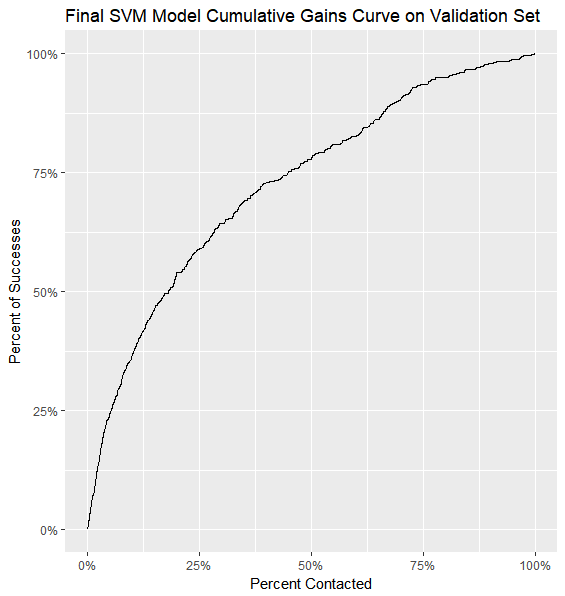 Final SVM Model Cumulative Gains Curve on Validation Set
100%
75%
50%
25%
0%
Percent of Successes
0% 25% 50% 75% 100%
Percent Contacted